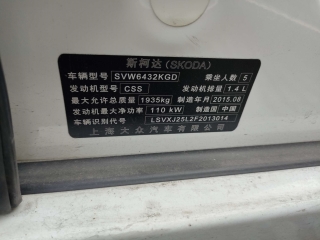 斯柯达(SKODA)
车辆型号 SVW6432KGD 乘坐人数 5
发动机型号 CSS 发动机排量 1.4 L
最大允许总质量 1935kg 制造年月 2015.08
发动机最大净功率 110 kW 制造国 中国
车辆识别代号 LSVXJ25L2F2013014
上海大众汽车有限公司